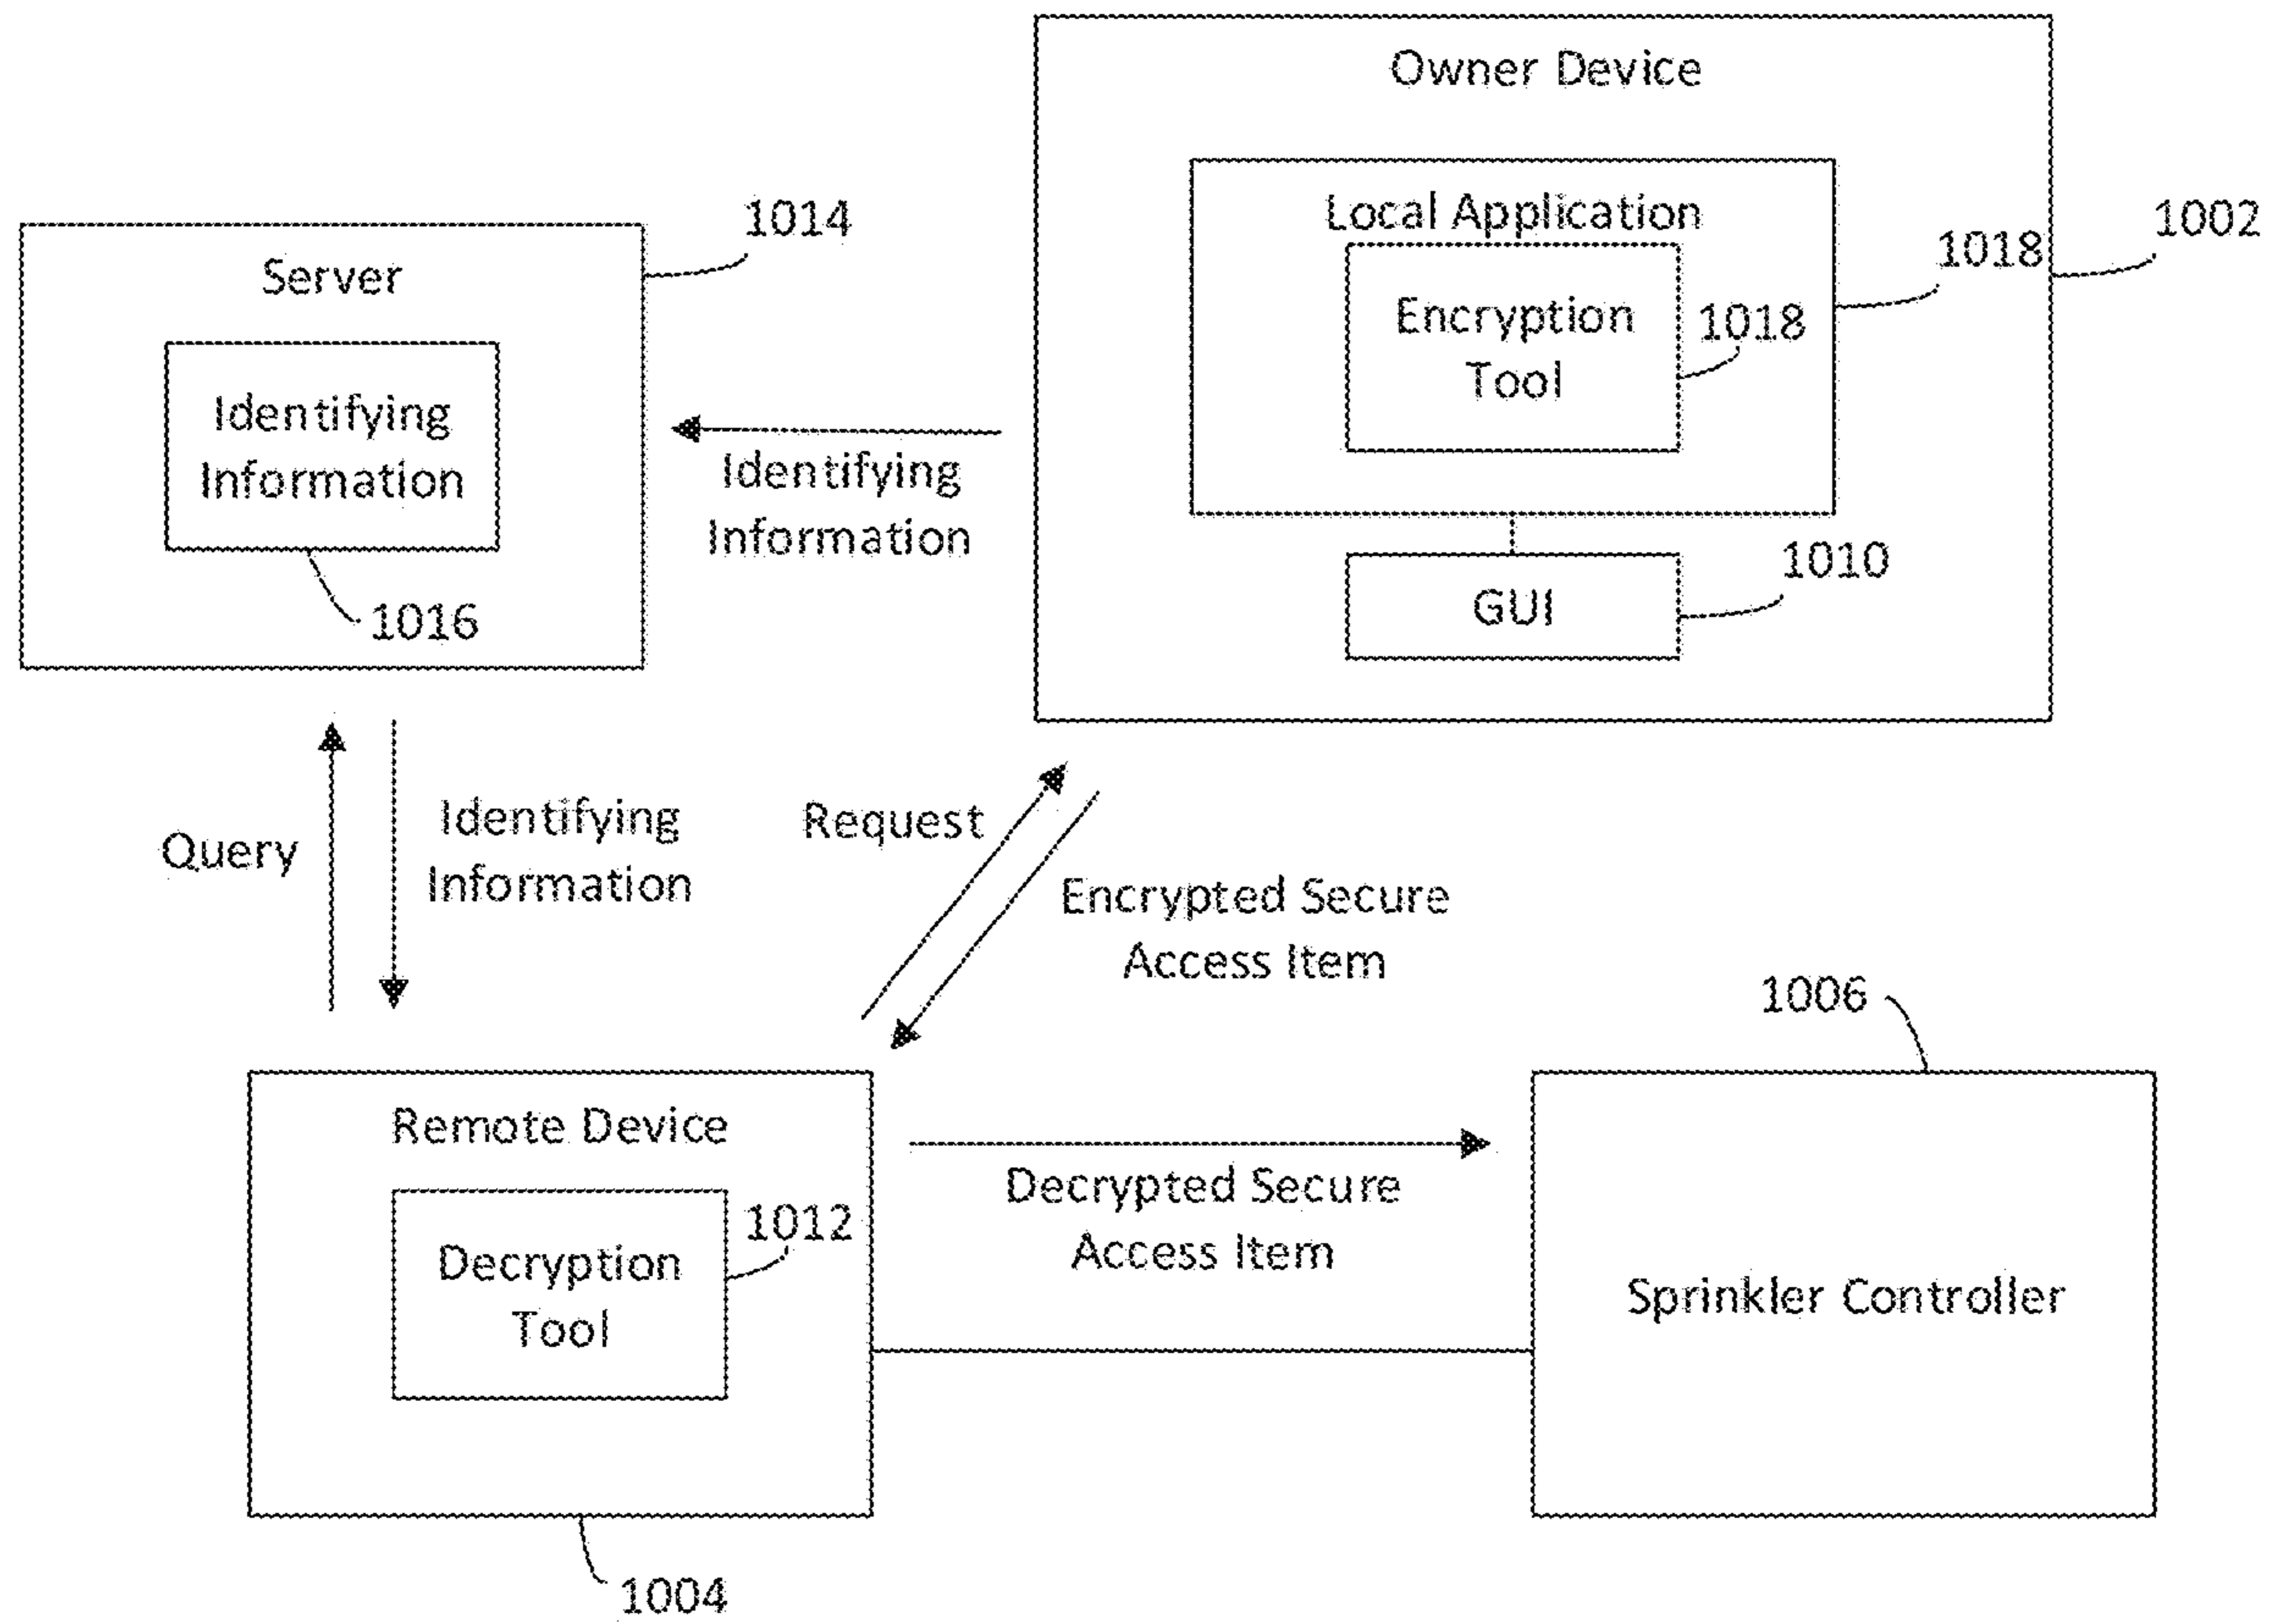 Owner Device
Local Application
Encryption
Tool
1018
1018
1002
GUI
1010
Server
1014
Identifying
Information
1016
Identifying
Information
Query
Identifying
Information
Request
Encrypted Secure
Access Item
Remote Device
Decryption
Tool
1012
1004
Decrypted Secure
Access Item
1006
Sprinkler Controller